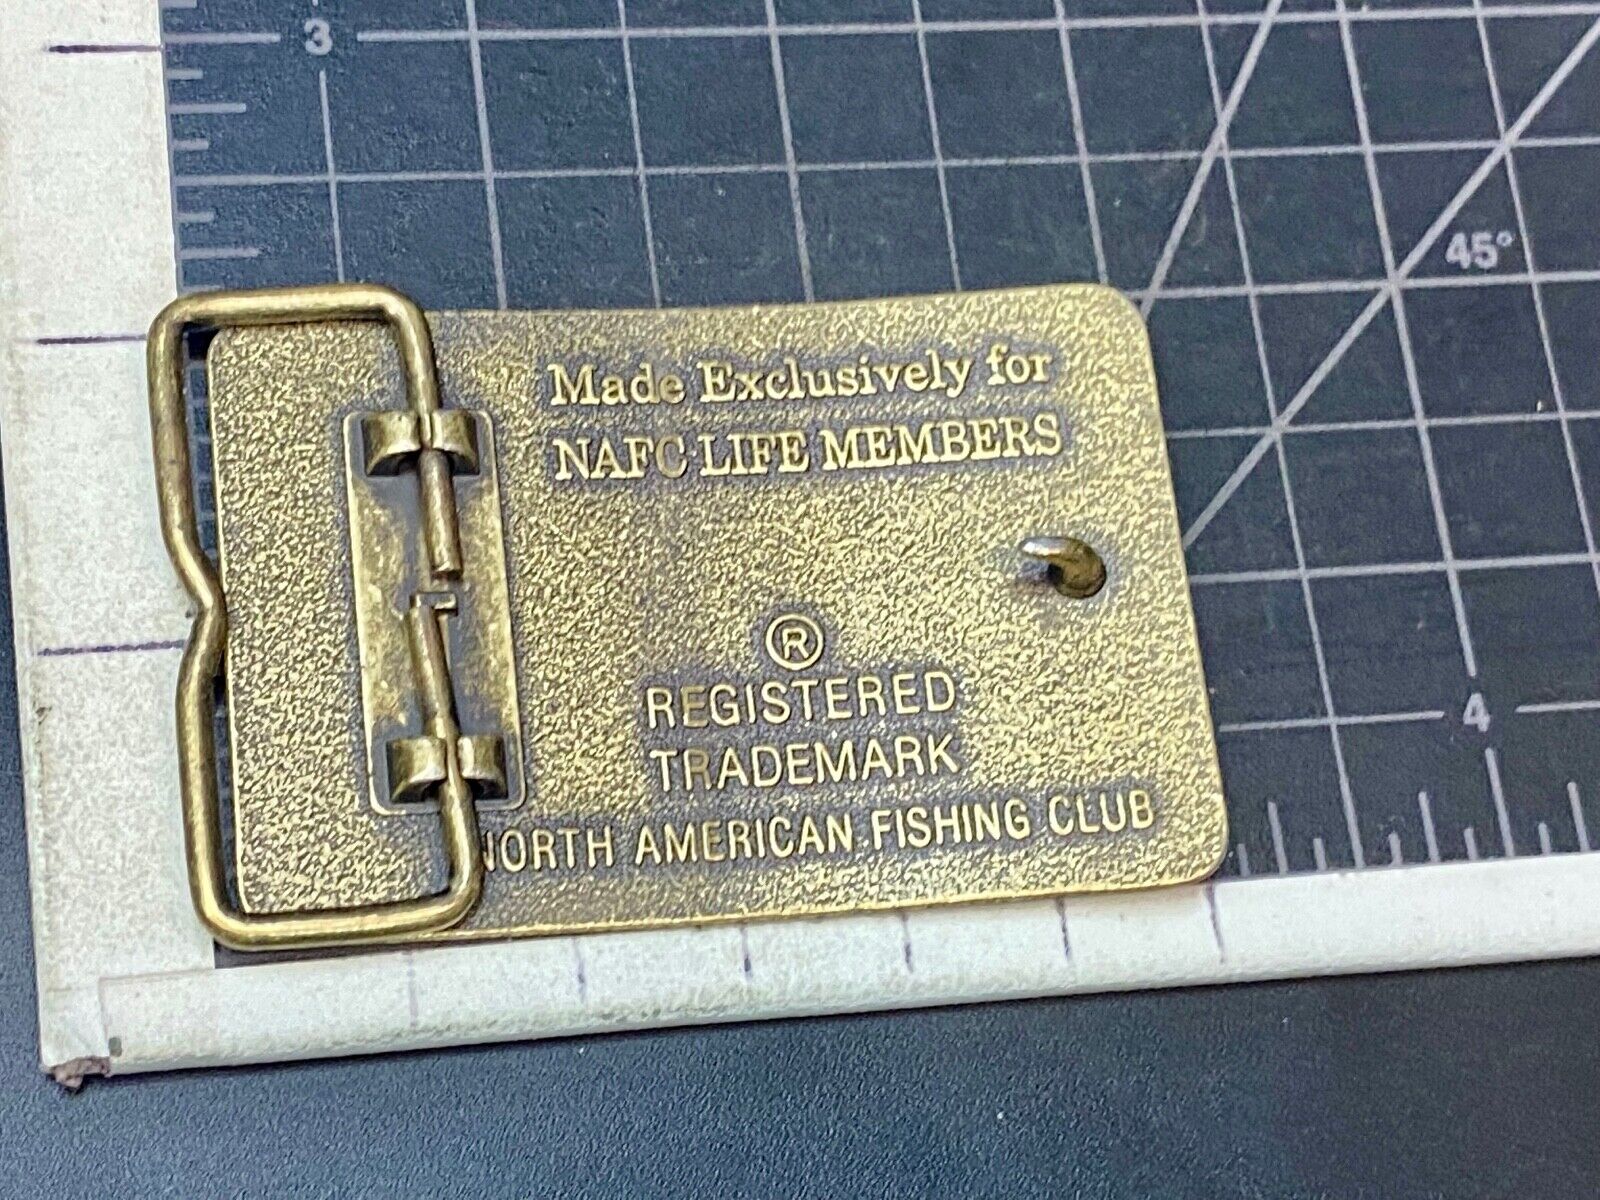 3
45°
Made Exclusively for
NAFC LIFE MEMBERS
®
REGISTERED
TRADEMARK
4
NORTH AMERICAN FISHING CLUB